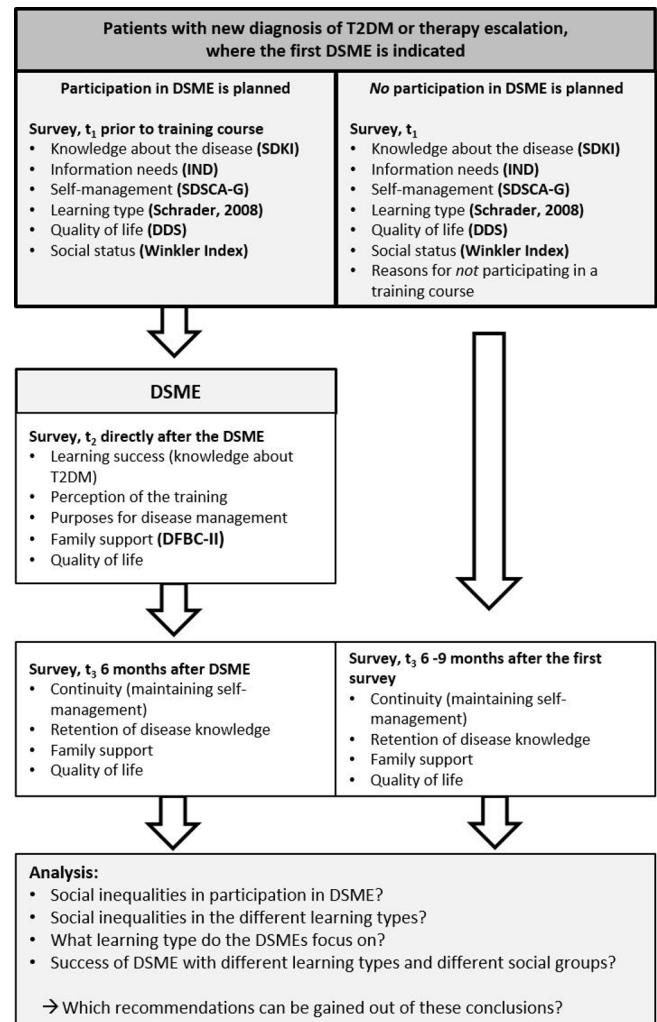 Patients with new diagnosis of T2DM or therapy escalation,
where the first DSME is indicated
Participation in DSME is planned
Survey, t1 prior to training course
• Knowledge about the disease (SDKI)
• Information needs (IND)
• Self-management (SDSCA-G)
• Learning type (Schrader, 2008)
• Quality of life (DDS)
• Social status (Winkler Index)
No participation in DSME is planned
Survey, t1
• Knowledge about the disease (SDKI)
• Information needs (IND)
• Self-management (SDSCA-G)
• Learning type (Schrader, 2008)
• Quality of life (DDS)
• Social status (Winkler Index)
• Reasons for not participating in a
training course
DSME
Survey, t2 directly after the DSME
• Learning success (knowledge about
T2DM)
• Perception of the training
• Purposes for disease management
• Family support (DFBC-II)
• Quality of life
Survey, t3 6 months after DSME
• Continuity (maintaining self-
management)
• Retention of disease knowledge
• Family support
• Quality of life
Survey, t3 6 -9 months after the first
survey
• Continuity (maintaining self-
management)
• Retention of disease knowledge
• Family support
• Quality of life
Analysis:
• Social inequalities in participation in DSME?
• Social inequalities in the different learning types?
• What learning type do the DSMEs focus on?
• Success of DSME with different learning types and different social groups?
→ Which recommendations can be gained out of these conclusions?